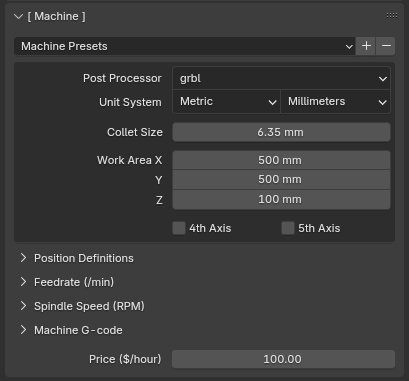 [ Machine ]
Machine Presets + −
Post Processor grbl
Unit System Metric Millimeters
Collet Size 6.35 mm
Work Area X 500 mm
Y 500 mm
Z 100 mm
4th Axis 5th Axis
Position Definitions
Feedrate (/min)
Spindle Speed (RPM)
Machine G-code
Price ($/hour) 100.00